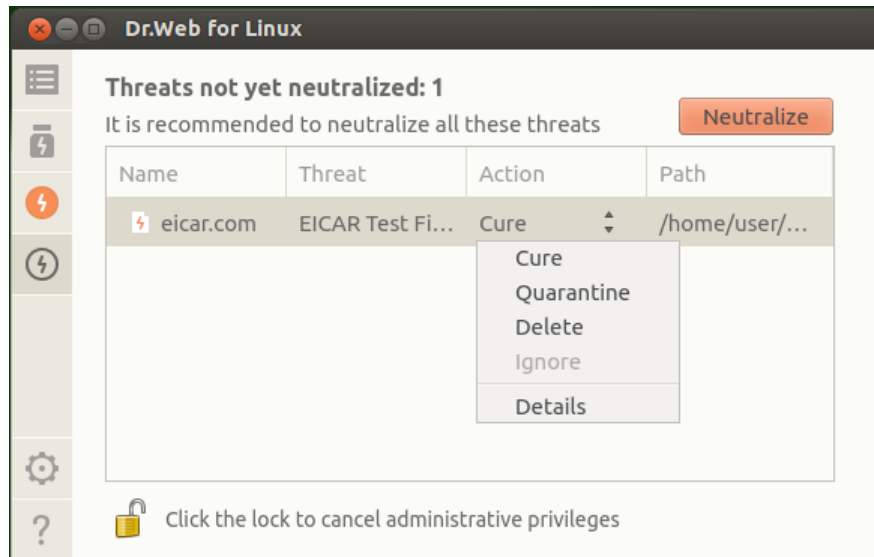 Dr.Web for Linux
Threats not yet neutralized: 1
It is recommended to neutralize all these threats
Neutralize
Name Threat Action Path
eicar.com EICAR Test Fi... Cure /home/user/...
Cure
Quarantine
Delete
Ignore
Details
Click the lock to cancel administrative privileges
?